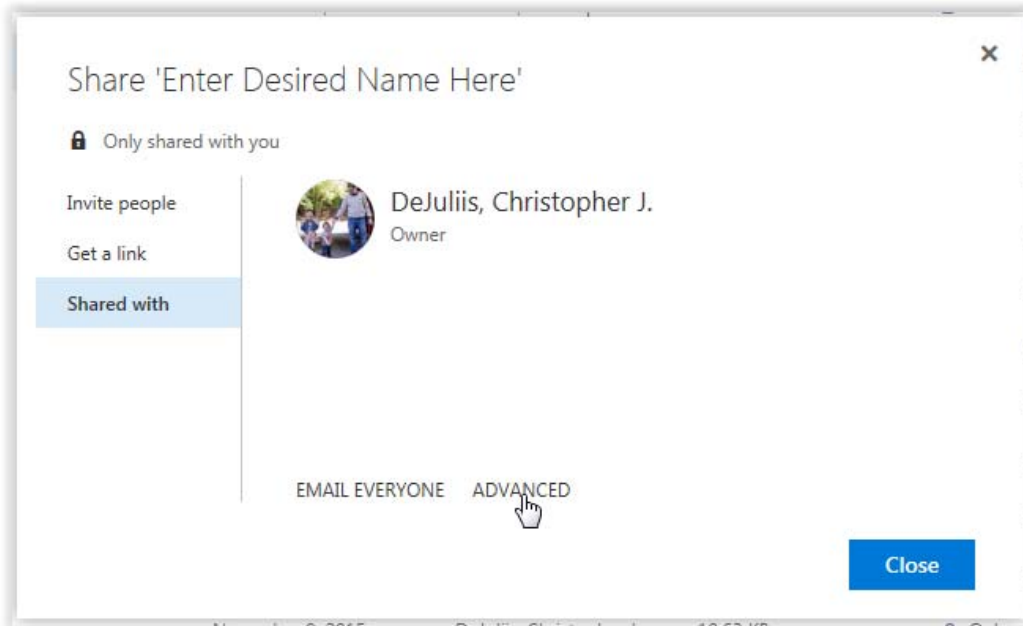 Share 'Enter Desired Name Here'
Only shared with you
Invite people
Get a link
Shared with
DeJuliis, Christopher J.
Owner
EMAIL EVERYONE ADVANCED
Close